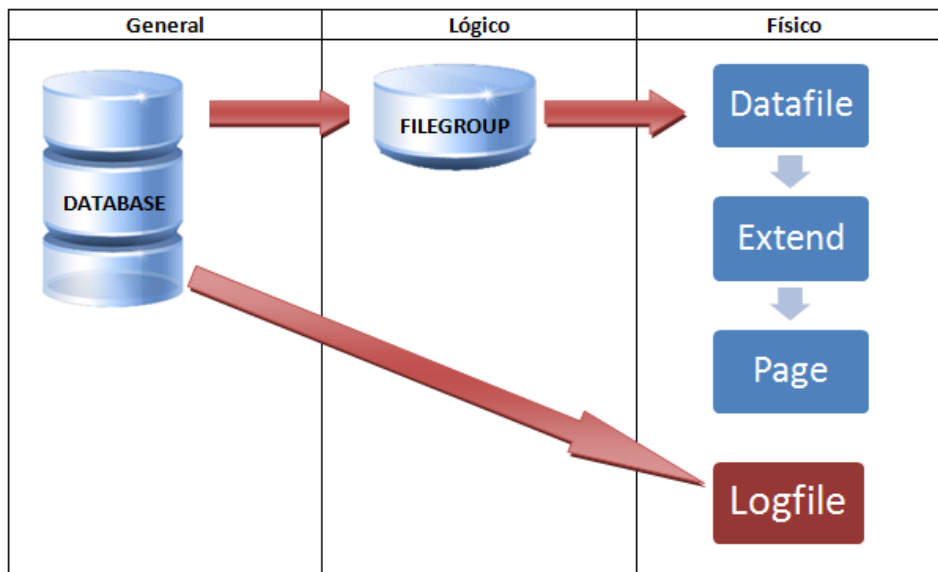 General
Lógico
Físico
DATABASE
FILEGROUP
Datafile
Extend
Page
Logfile